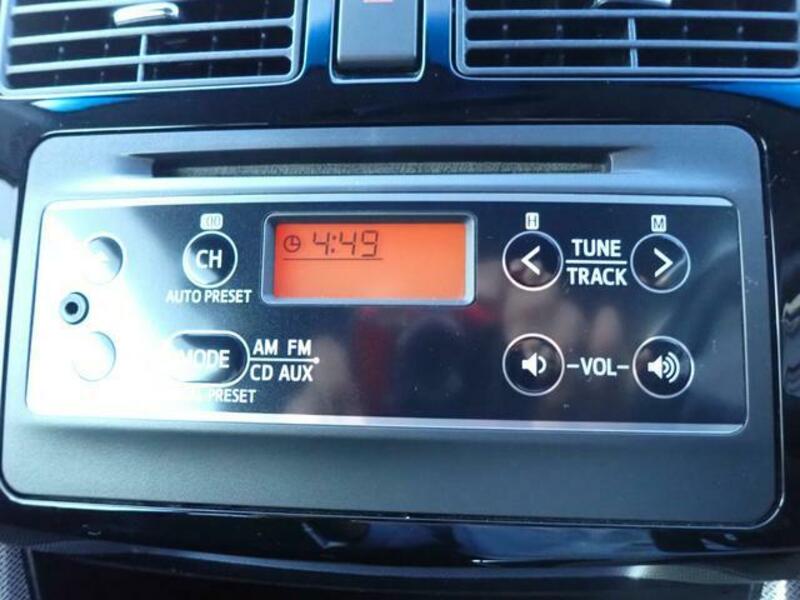 CH
AUTO PRESET
4:49
H
M
TUNE
TRACK
MODE
AM FM
CD AUX
PRESET
-VOL-